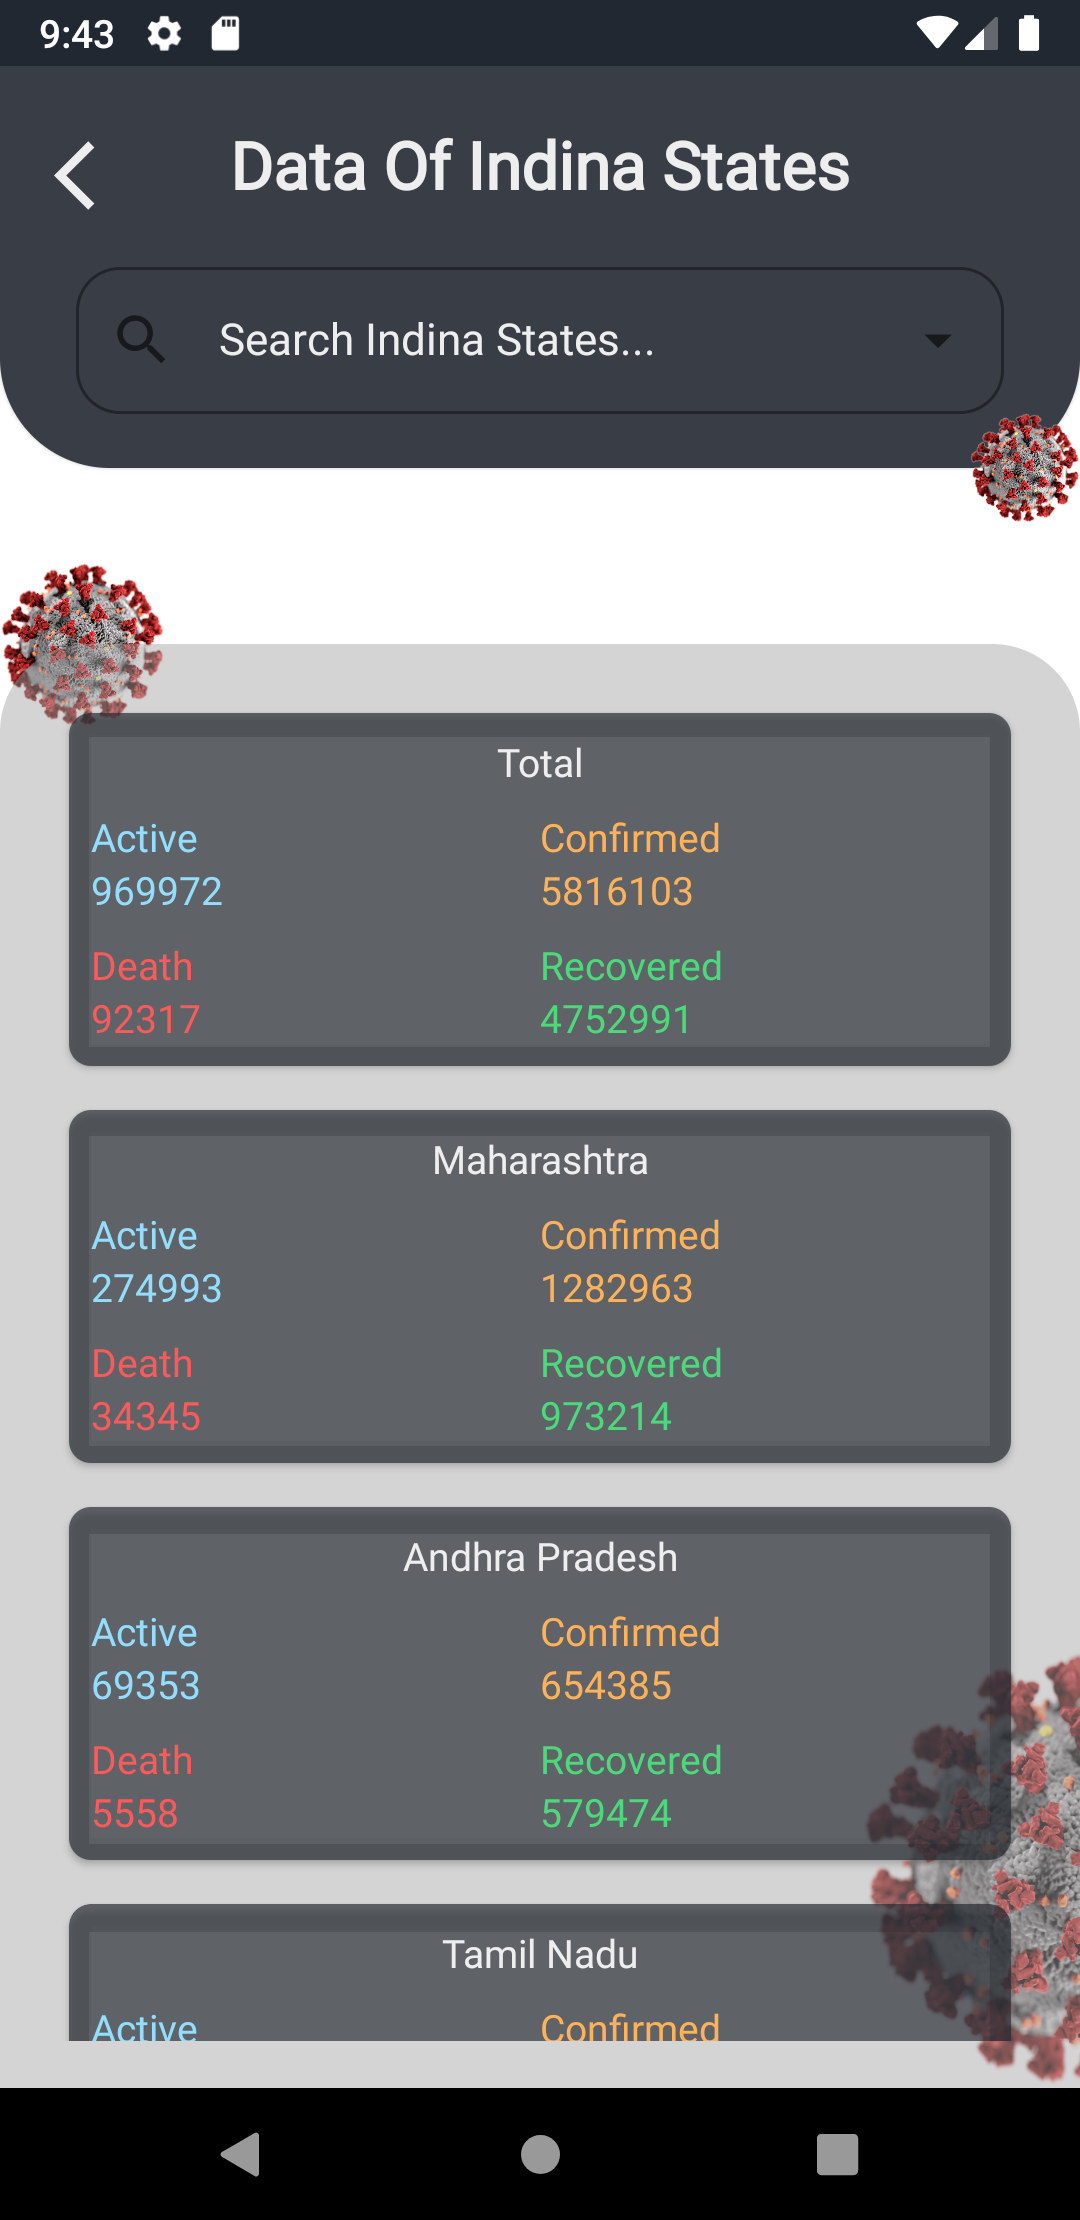 9:43
Data Of Indina States
Search Indina States...
Total
Active Confirmed
969972 5816103
Death Recovered
92317 4752991
Maharashtra
Active Confirmed
274993 1282963
Death Recovered
34345 973214
Andhra Pradesh
Active Confirmed
69353 654385
Death Recovered
5558 579474
Tamil Nadu
Active Confirmed